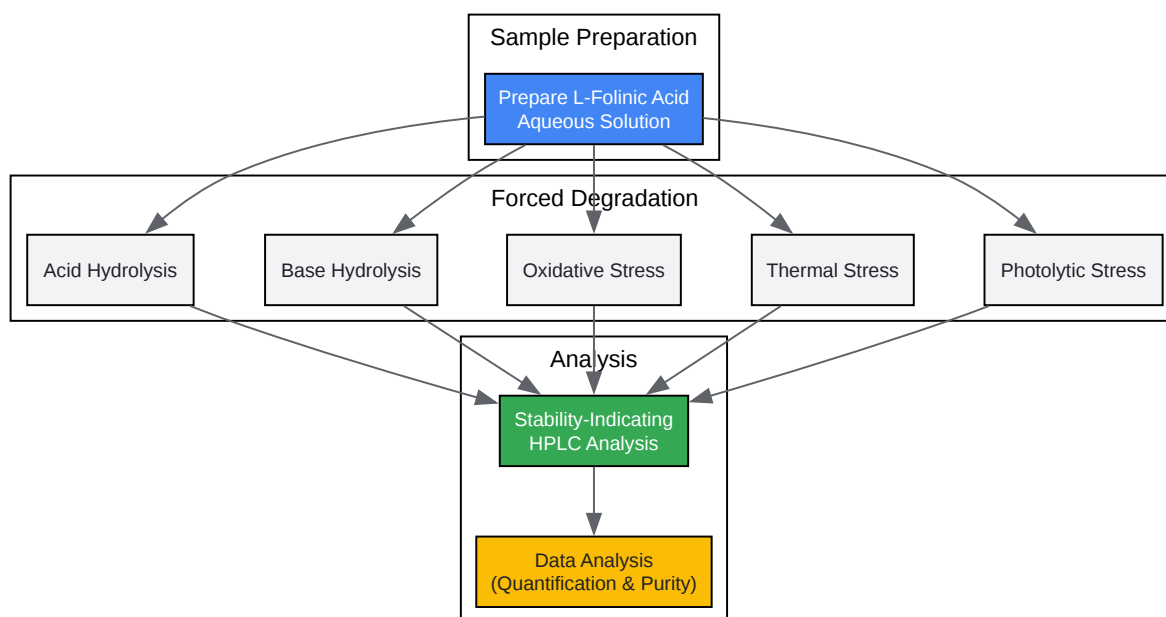 Sample Preparation
Prepare L-Folinic Acid
Aqueous Solution
Forced Degradation
Acid Hydrolysis
Base Hydrolysis
Oxidative Stress
Thermal Stress
Photolytic Stress
Analysis
Stability-Indicating
HPLC Analysis
Data Analysis
(Quantification & Purity)